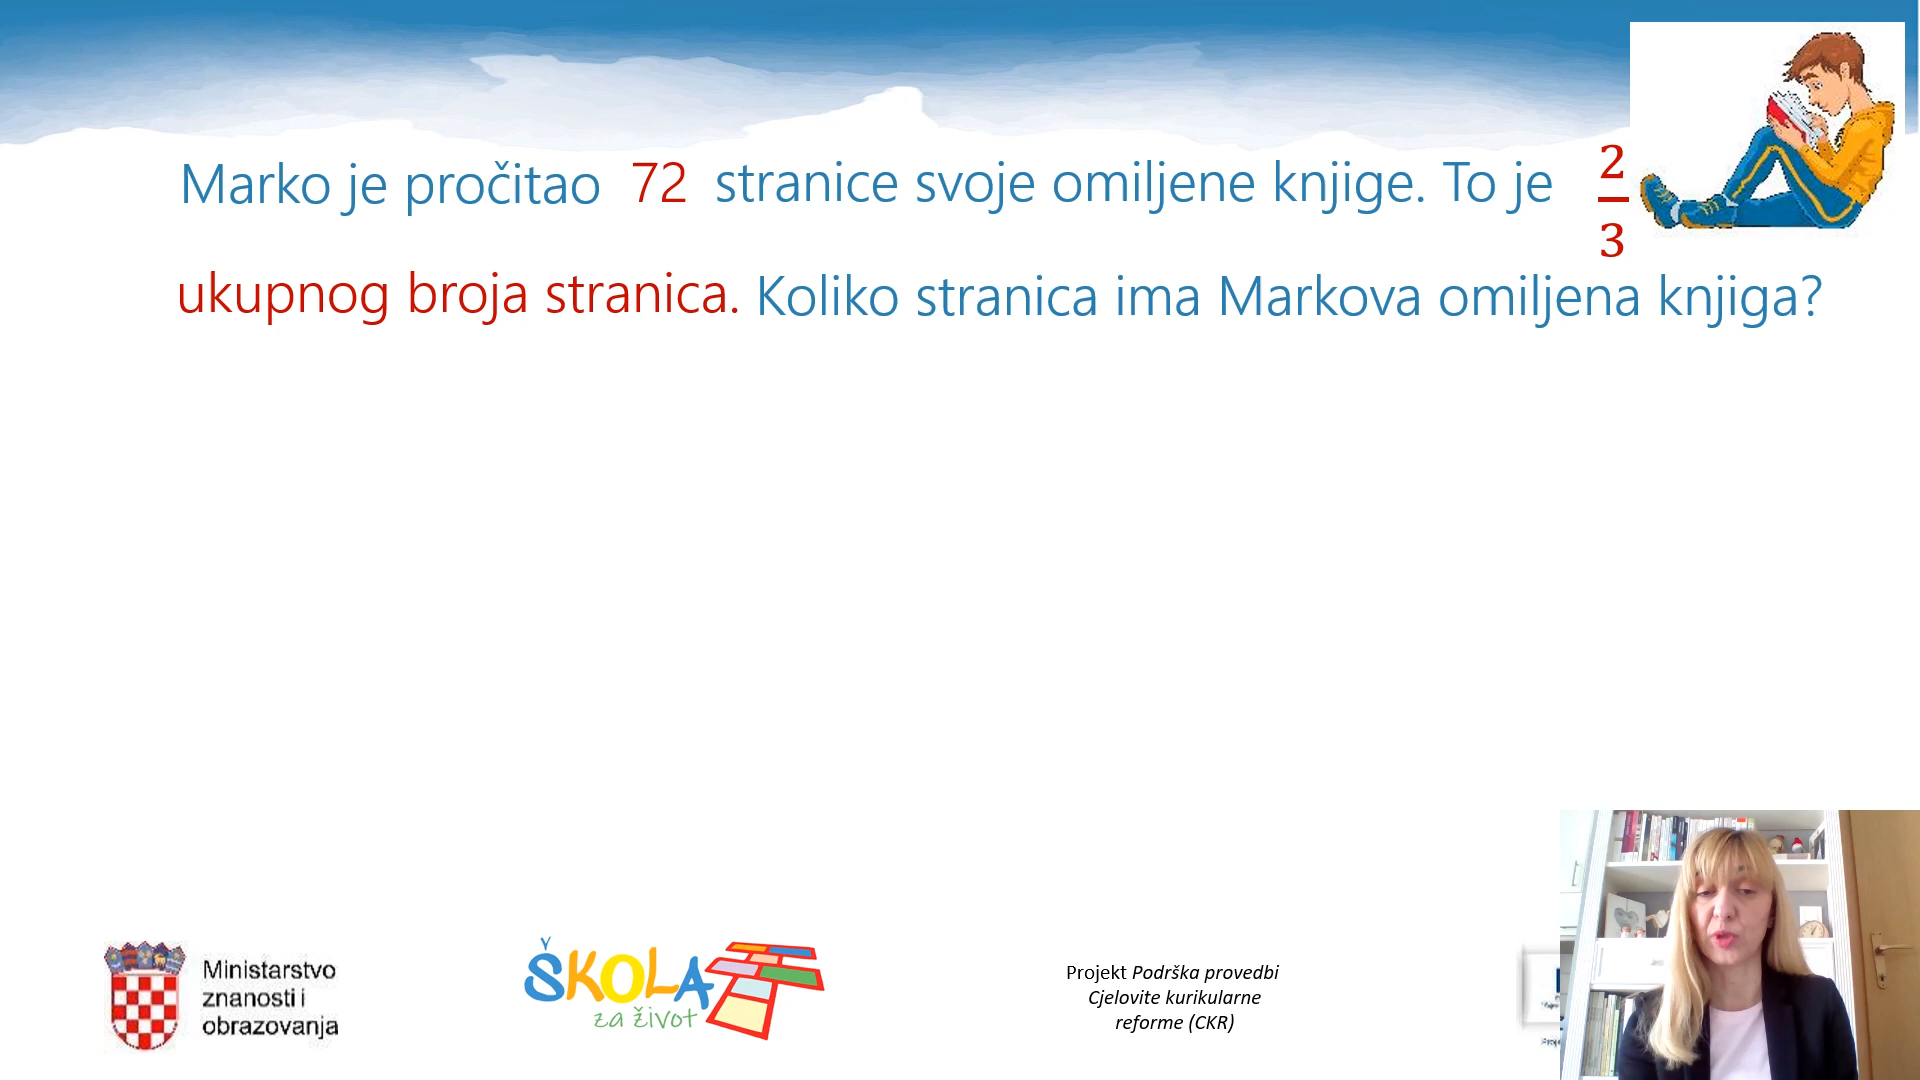 Marko je pročitao 72 stranice svoje omiljene knjige. To je 2/3
ukupnog broja stranica. Koliko stranica ima Markova omiljena knjiga?
Ministarstvo
znanosti i
obrazovanja
ŠKOLA
za život
Projekt Podrška provedbi
Cjelovite kurikularne
reforme (CKR)